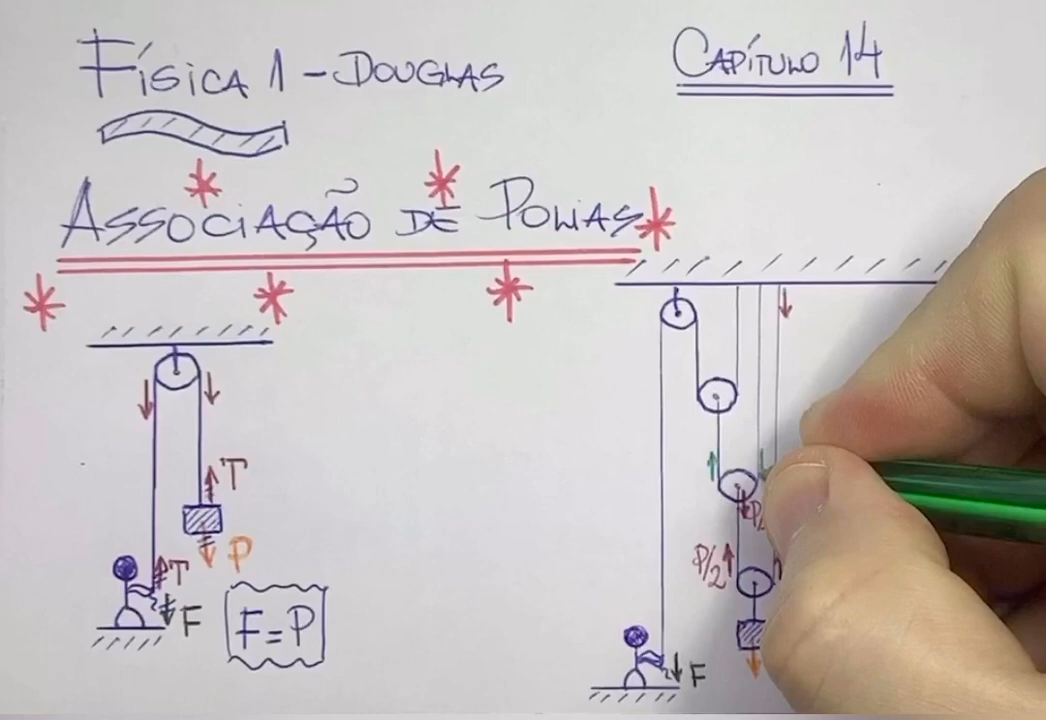 Física 1 - DOUGLAS
CAPÍTULO 14
ASSOCIAÇÃO DE POLIAS
T
P
T
F
F = P
P/2
F